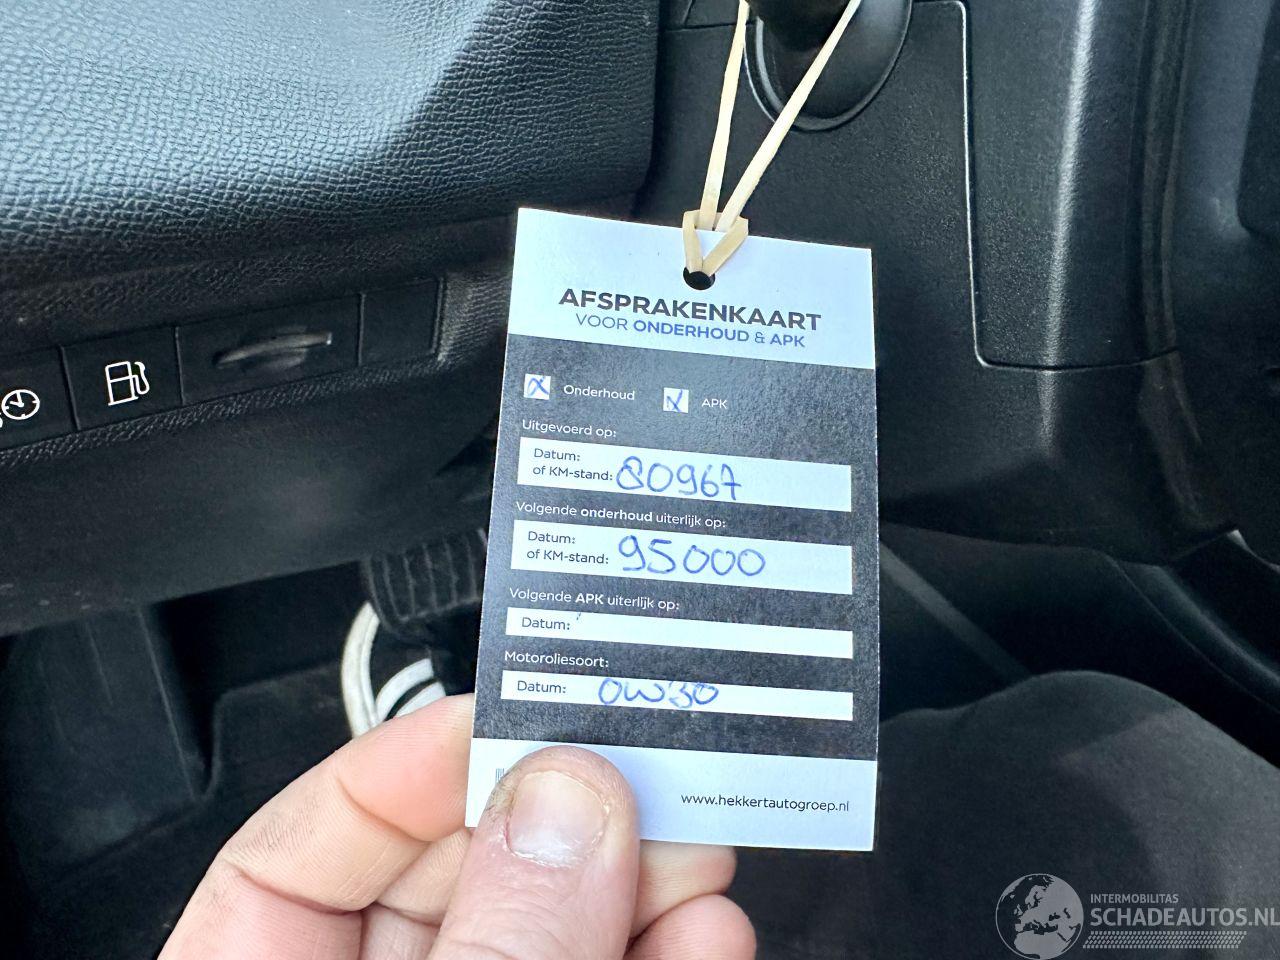 AFSPRAKENKAART
VOOR ONDERHOUD & APK
Onderhoud APK
Uitgevoerd op:
Datum:
of KM-stand: 80967
Volgende onderhoud uiterlijk op:
Datum:
of KM-stand: 95000
Volgende APK uiterlijk op:
Datum:
Motoroliesoort:
Datum: 0W30
www.hekkertautogroep.nl
INTERMOBILITAS
SCHADEAUTOS.NL